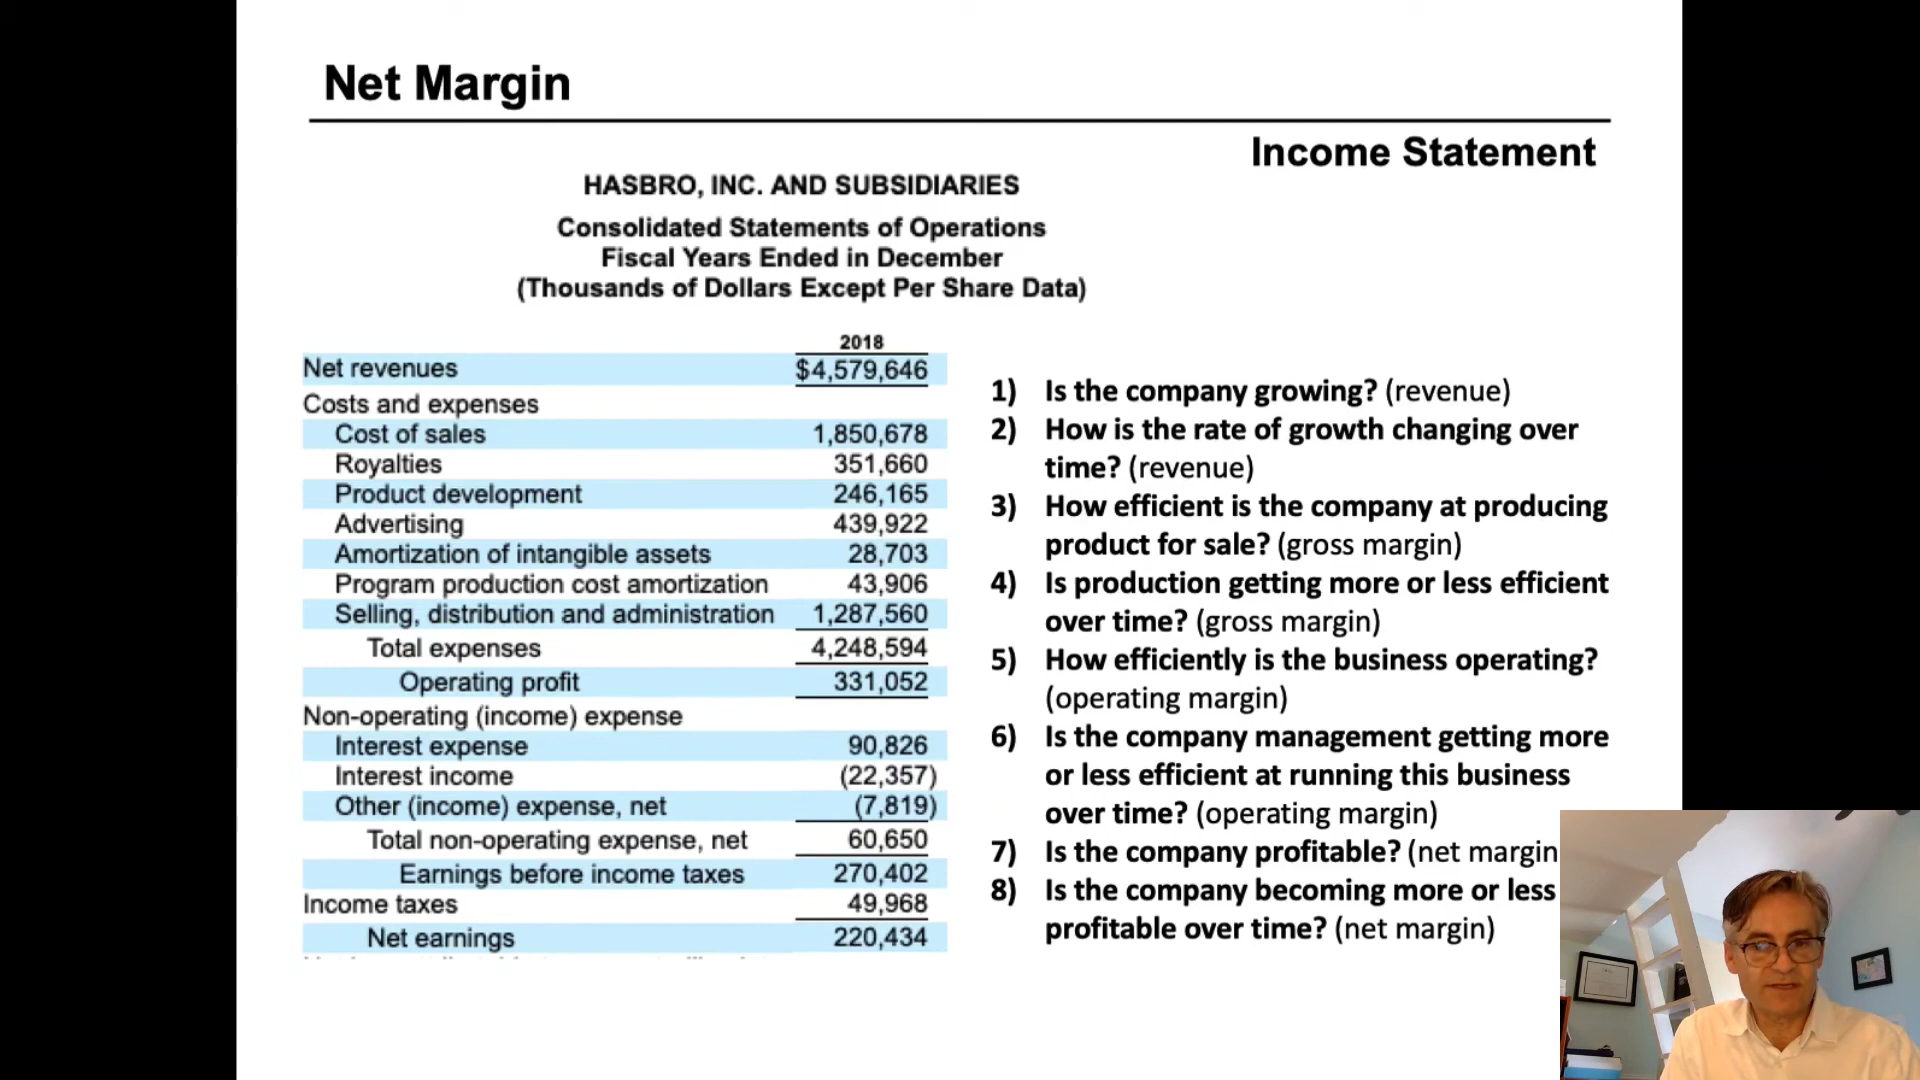 Net Margin
Income Statement
HASBRO, INC. AND SUBSIDIARIES
Consolidated Statements of Operations
Fiscal Years Ended in December
(Thousands of Dollars Except Per Share Data)
2018
Net revenues $4,579,646
Costs and expenses
Cost of sales 1,850,678
Royalties 351,660
Product development 246,165
Advertising 439,922
Amortization of intangible assets 28,703
Program production cost amortization 43,906
Selling, distribution and administration 1,287,560
Total expenses 4,248,594
Operating profit 331,052
Non-operating (income) expense
Interest expense 90,826
Interest income (22,357)
Other (income) expense, net (7,819)
Total non-operating expense, net 60,650
Earnings before income taxes 270,402
Income taxes 49,968
Net earnings 220,434
1) Is the company growing? (revenue)
2) How is the rate of growth changing over
time? (revenue)
3) How efficient is the company at producing
product for sale? (gross margin)
4) Is production getting more or less efficient
over time? (gross margin)
5) How efficiently is the business operating?
(operating margin)
6) Is the company management getting more
or less efficient at running this business
over time? (operating margin)
7) Is the company profitable? (net margin
8) Is the company becoming more or less
profitable over time? (net margin)